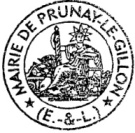 MAIRIE DE PRUNAY-LE-GILLON
★ (E.-&-L.) ★